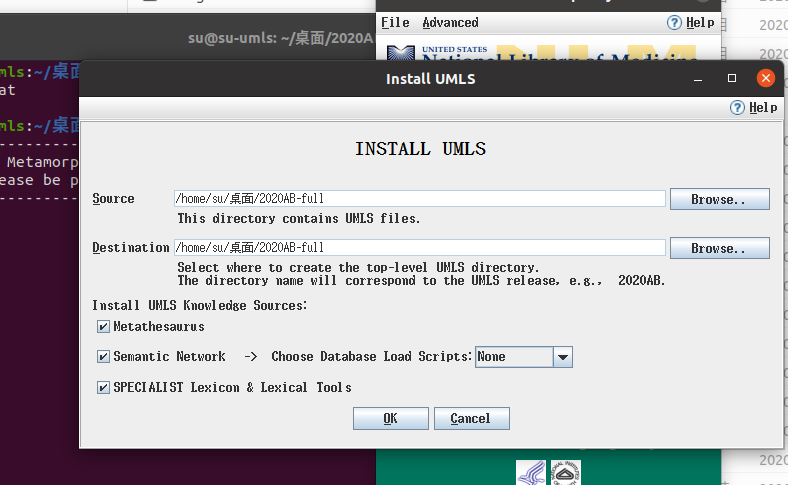 File Advanced Help
su@su-umls: ~/桌面/2020A
UNITED STATES
National Library of Medicine
mls:~/桌面
at
mls:~/桌面
Metamorp
ease be p
Install UMLS
Help
INSTALL UMLS
Source /home/su/桌面/2020AB-full Browse..
This directory contains UMLS files.
Destination /home/su/桌面/2020AB-full Browse..
Select where to create the top-level UMLS directory.
The directory name will correspond to the UMLS release, e.g., 2020AB.
Install UMLS Knowledge Sources:
Metathesaurus
Semantic Network -> Choose Database Load Scripts: None
SPECIALIST Lexicon & Lexical Tools
OK Cancel
2020
2020
2020
2020
2020
2020
2020